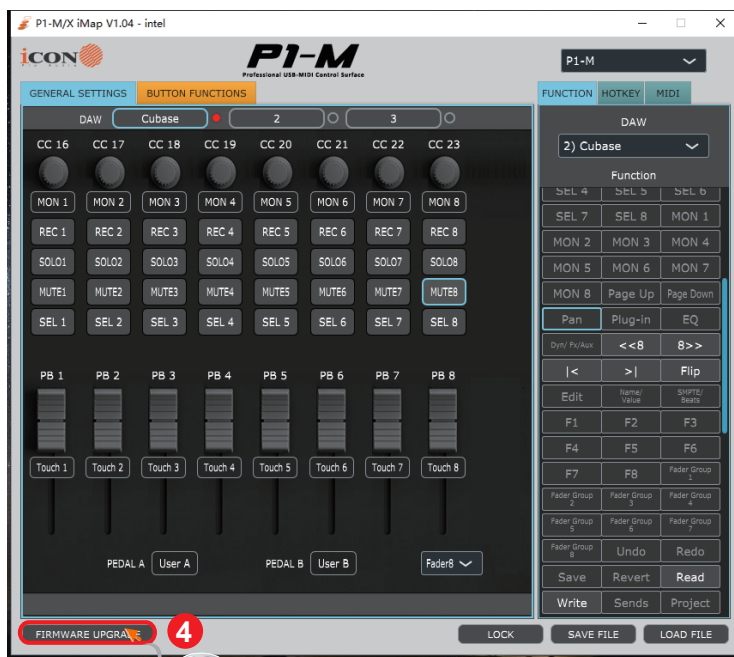 P1-M/X iMap V1.04 - intel
icon
PRO AUDIO
P1-M
Professional USB-MIDI Control Surface
P1-M
GENERAL SETTINGS BUTTON FUNCTIONS
FUNCTION HOTKEY MIDI
DAW Cubase 2 3
DAW
2) Cubase
Function
CC 16 CC 17 CC 18 CC 19 CC 20 CC 21 CC 22 CC 23
MON 1 MON 2 MON 3 MON 4 MON 5 MON 6 MON 7 MON 8
REC 1 REC 2 REC 3 REC 4 REC 5 REC 6 REC 7 REC 8
SOLO1 SOLO2 SOLO3 SOLO4 SOLO5 SOLO6 SOLO7 SOLO8
MUTE1 MUTE2 MUTE3 MUTE4 MUTE5 MUTE6 MUTE7 MUTE8
SEL 1 SEL 2 SEL 3 SEL 4 SEL 5 SEL 6 SEL 7 SEL 8
PB 1 PB 2 PB 3 PB 4 PB 5 PB 6 PB 7 PB 8
Touch 1 Touch 2 Touch 3 Touch 4 Touch 5 Touch 6 Touch 7 Touch 8
PEDAL A User A PEDAL B User B Fader8
SEL 4 SEL 5 SEL 6
SEL 7 SEL 8 MON 1
MON 2 MON 3 MON 4
MON 5 MON 6 MON 7
MON 8 Page Up Page Down
Pan Plug-in EQ
Dyn/ Fx/Aux <<8 8>>
|< >| Flip
Edit Name/ Value SMPTE/ Beats
F1 F2 F3
F4 F5 F6
F7 F8 Fader Group 1
Fader Group 2 Fader Group 3 Fader Group 4
Fader Group 5 Fader Group 6 Fader Group 7
Fader Group 8 Undo Redo
Save Revert Read
Write Sends Project
FIRMWARE UPGRADE 4 LOCK SAVE FILE LOAD FILE